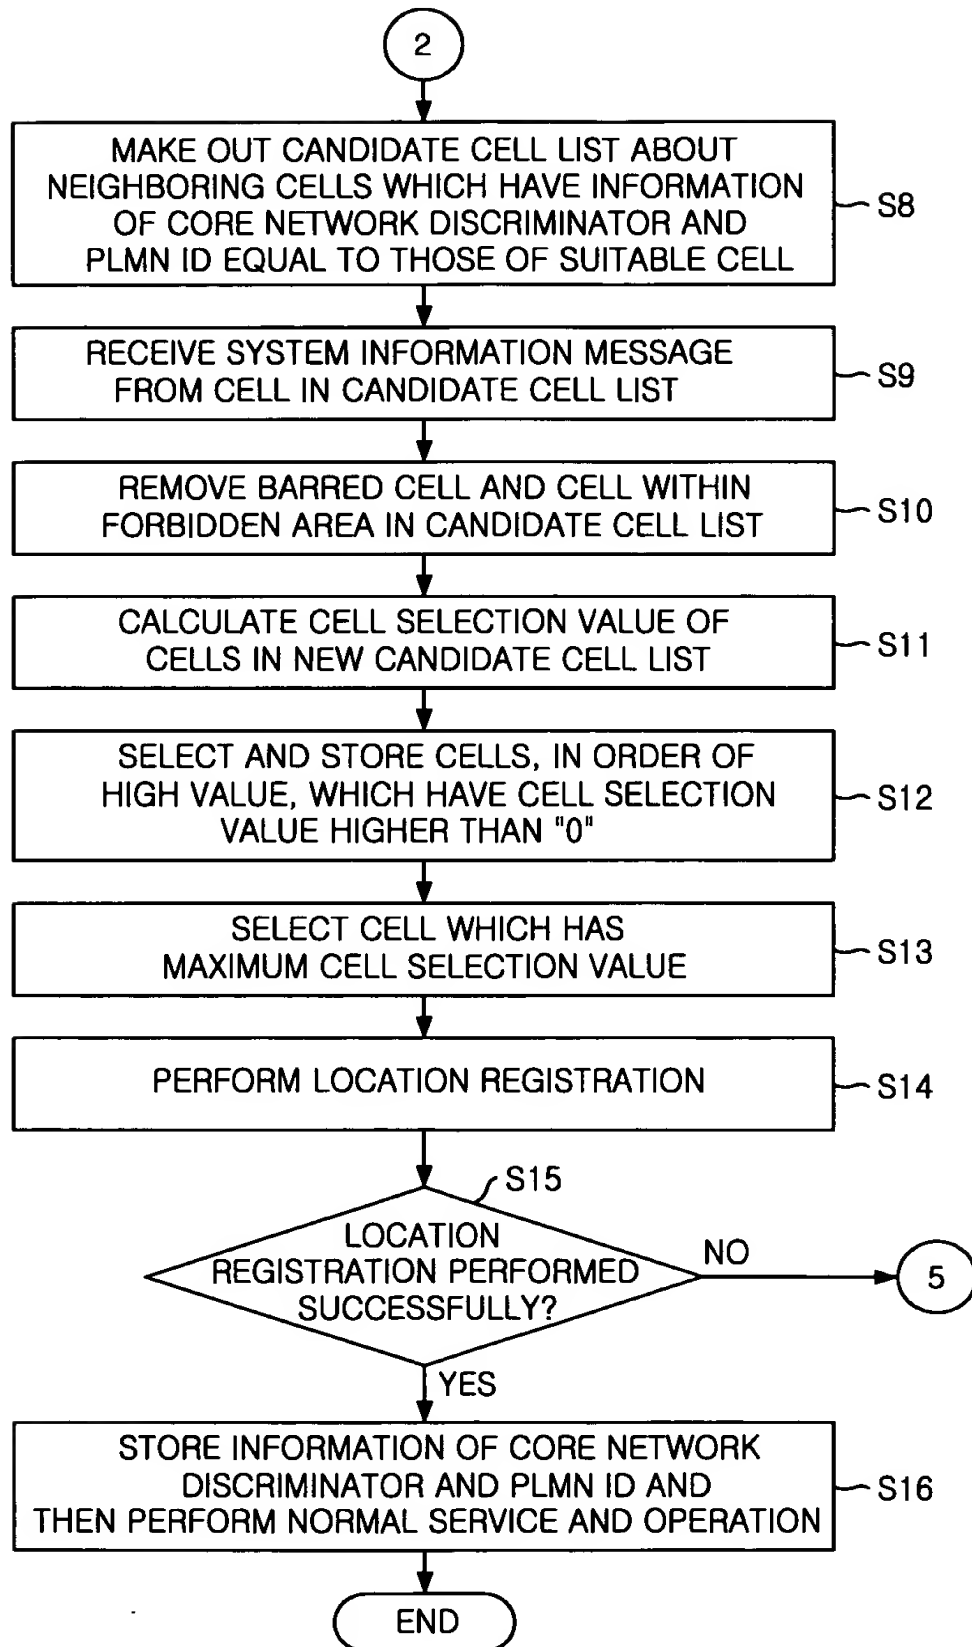 2
MAKE OUT CANDIDATE CELL LIST ABOUT
NEIGHBORING CELLS WHICH HAVE INFORMATION
OF CORE NETWORK DISCRIMINATOR AND
PLMN ID EQUAL TO THOSE OF SUITABLE CELL
S8
RECEIVE SYSTEM INFORMATION MESSAGE
FROM CELL IN CANDIDATE CELL LIST
S9
REMOVE BARRED CELL AND CELL WITHIN
FORBIDDEN AREA IN CANDIDATE CELL LIST
S10
CALCULATE CELL SELECTION VALUE OF
CELLS IN NEW CANDIDATE CELL LIST
S11
SELECT AND STORE CELLS, IN ORDER OF
HIGH VALUE, WHICH HAVE CELL SELECTION
VALUE HIGHER THAN "0"
S12
SELECT CELL WHICH HAS
MAXIMUM CELL SELECTION VALUE
S13
PERFORM LOCATION REGISTRATION
S14
S15
LOCATION
REGISTRATION PERFORMED
SUCCESSFULLY?
NO
5
YES
STORE INFORMATION OF CORE NETWORK
DISCRIMINATOR AND PLMN ID AND
THEN PERFORM NORMAL SERVICE AND OPERATION
S16
END